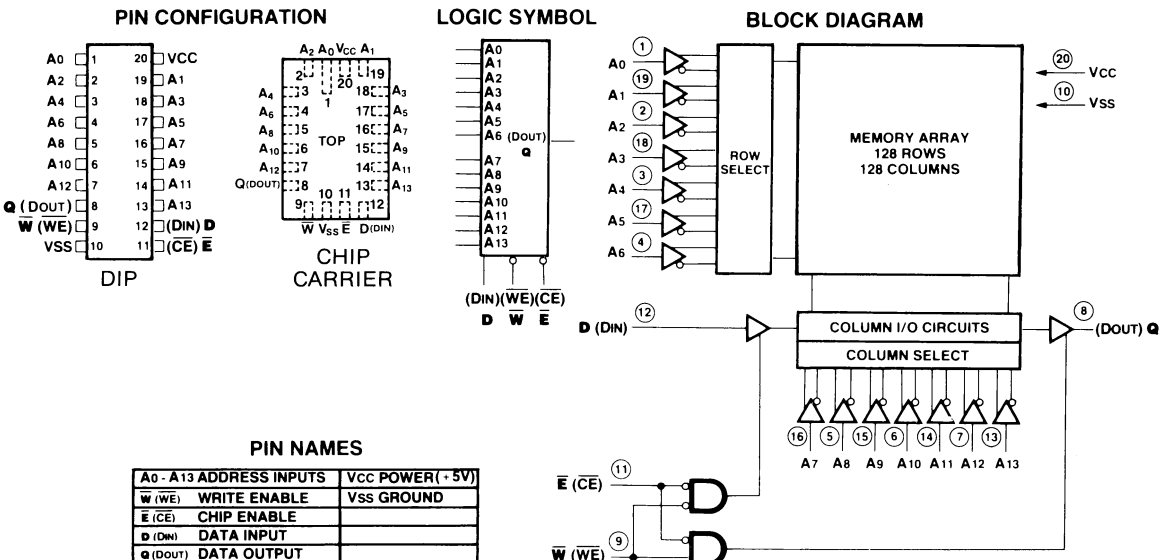 PIN CONFIGURATION
A0 1 20 VCC
A2 2 19 A1
A4 3 18 A3
A6 4 17 A5
A8 5 16 A7
A10 6 15 A9
A12 7 14 A11
Q (DOUT) 8 13 A13
W (WE) 9 12 (DIN) D
VSS 10 11 (CE) E
DIP
A2 A0 VCC A1
2 1 20 19
A4 3 18 A3
A6 4 17 A5
A8 5 TOP 16 A7
A10 6 15 A9
A12 7 14 A11
Q(DOUT) 8 13 A13
9 10 11 12
W VSS E D(DIN)
CHIP
CARRIER
LOGIC SYMBOL
A0
A1
A2
A3
A4
A5
A6 (DOUT)
Q
A7
A8
A9
A10
A11
A12
A13
(DIN)(WE)(CE)
D W E
BLOCK DIAGRAM
A0 1
A1 19
A2 2
A3 18
A4 3
A5 17
A6 4
ROW
SELECT
MEMORY ARRAY
128 ROWS
128 COLUMNS
20 VCC
10 VSS
D (DIN) 12
COLUMN I/O CIRCUITS
COLUMN SELECT
8 (DOUT) Q
16 5 15 6 14 7 13
A7 A8 A9 A10 A11 A12 A13
E (CE) 11
W (WE) 9
PIN NAMES
A0 - A13 ADDRESS INPUTS VCC POWER(+5V)
W (WE) WRITE ENABLE VSS GROUND
E (CE) CHIP ENABLE
D (DIN) DATA INPUT
Q (DOUT) DATA OUTPUT